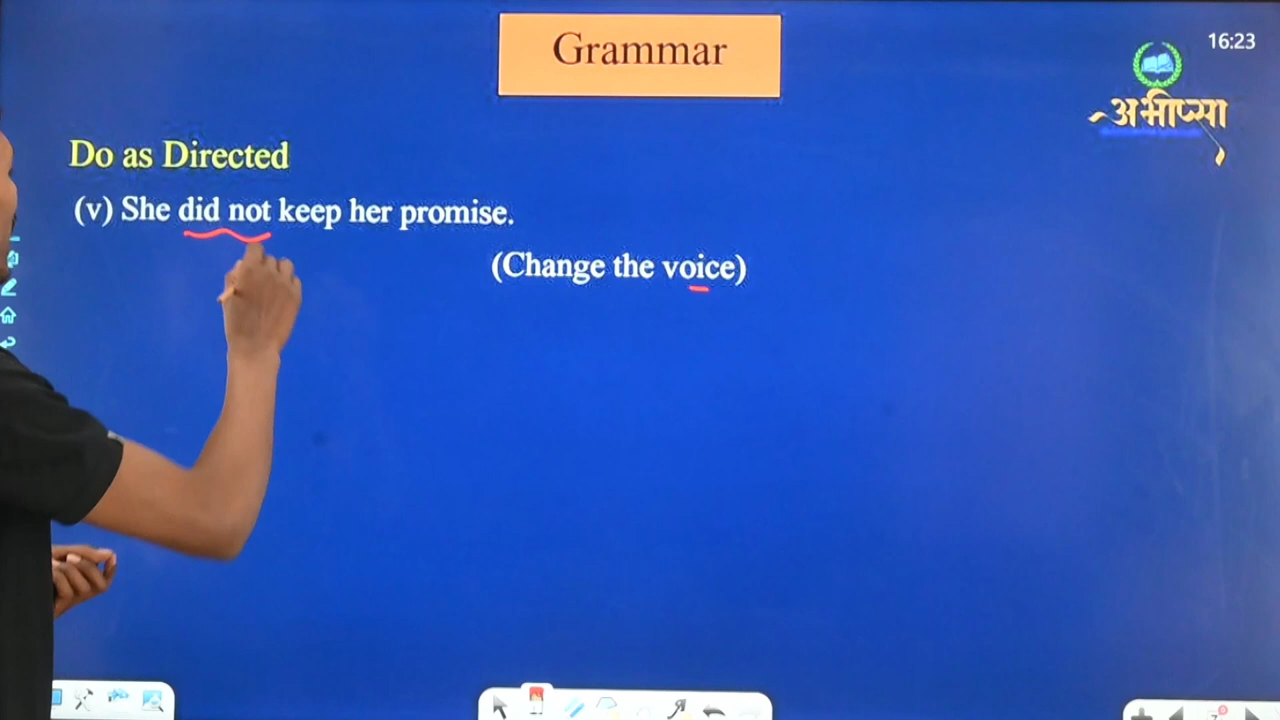 Grammar
16:23
अभीप्सा
Do as Directed
(v) She did not keep her promise.
(Change the voice)